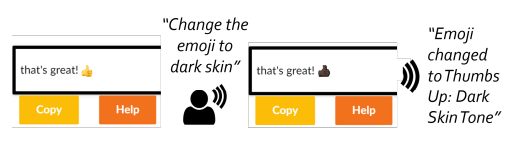 that's great! 👍
Copy Help
“Change the
emoji to
dark skin”
that's great! 👍🏿
Copy Help
“Emoji
changed
to Thumbs
Up: Dark
Skin Tone”